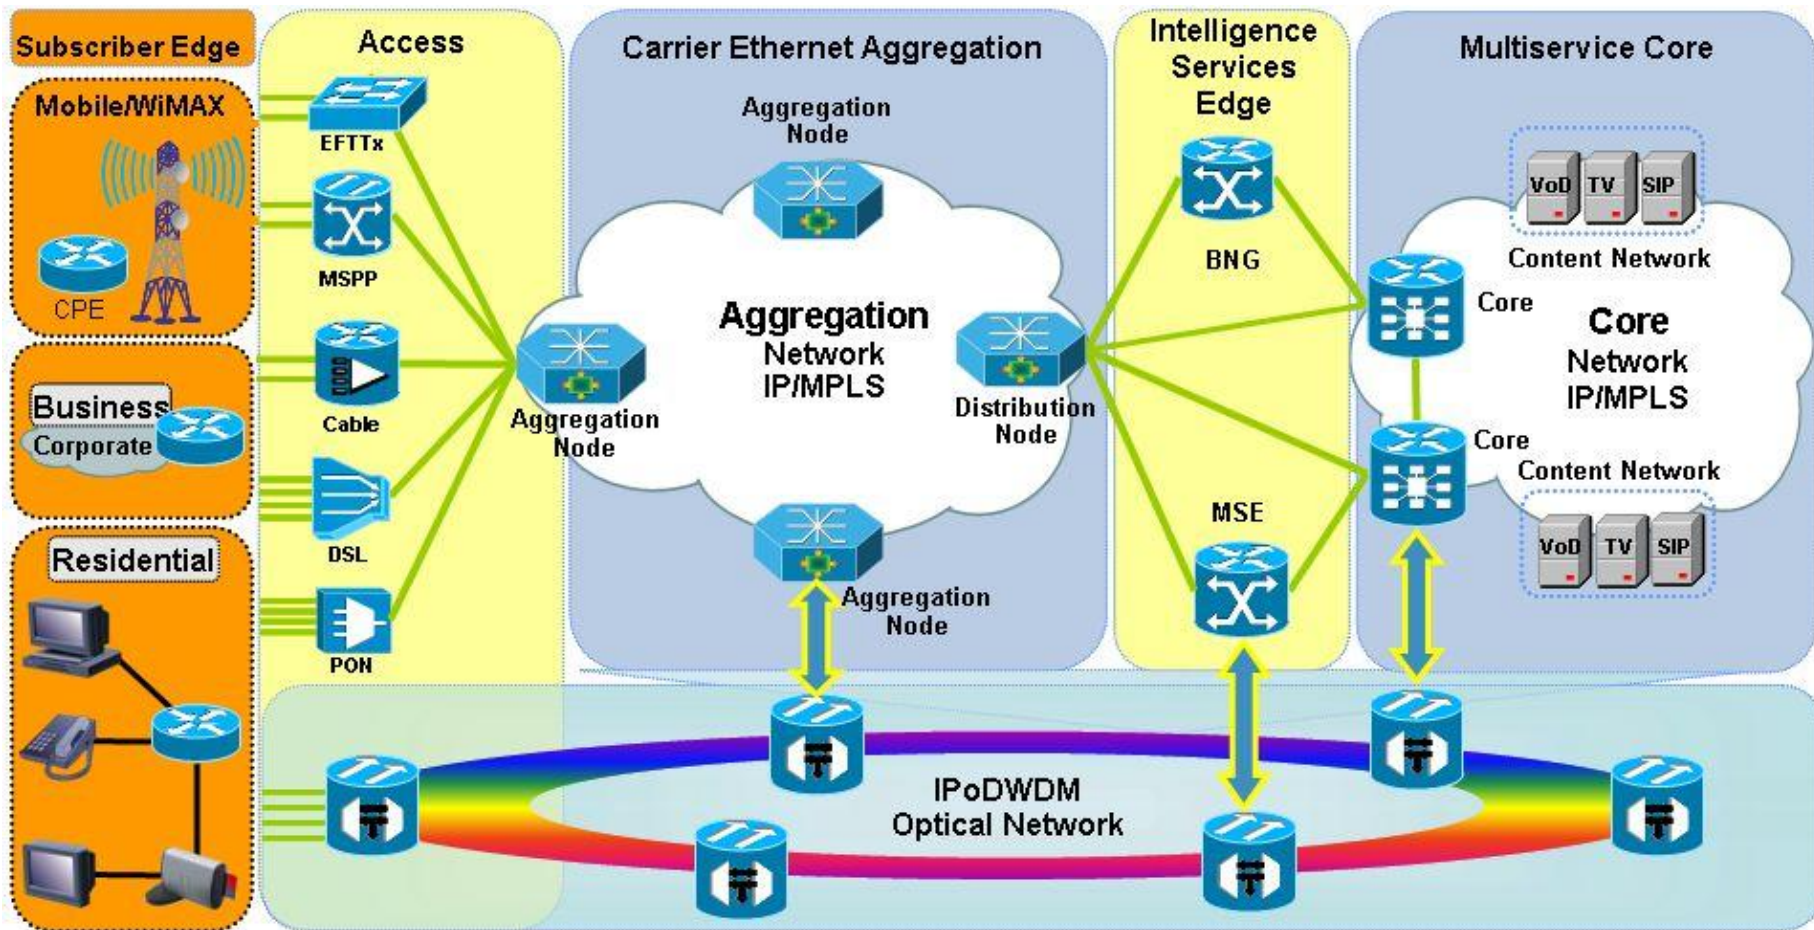 Subscriber Edge
Mobile/WiMAX
CPE
Business
Corporate
Residential
Access
EFTTx
MSPP
Cable
DSL
PON
Carrier Ethernet Aggregation
Aggregation
Node
Aggregation
Network
IP/MPLS
Aggregation
Node
Distribution
Node
Aggregation
Node
Intelligence
Services
Edge
BNG
MSE
Multiservice Core
VoD TV SIP
Content Network
Core
Core
Network
IP/MPLS
Core
Content Network
VoD TV SIP
IPoDWDM
Optical Network